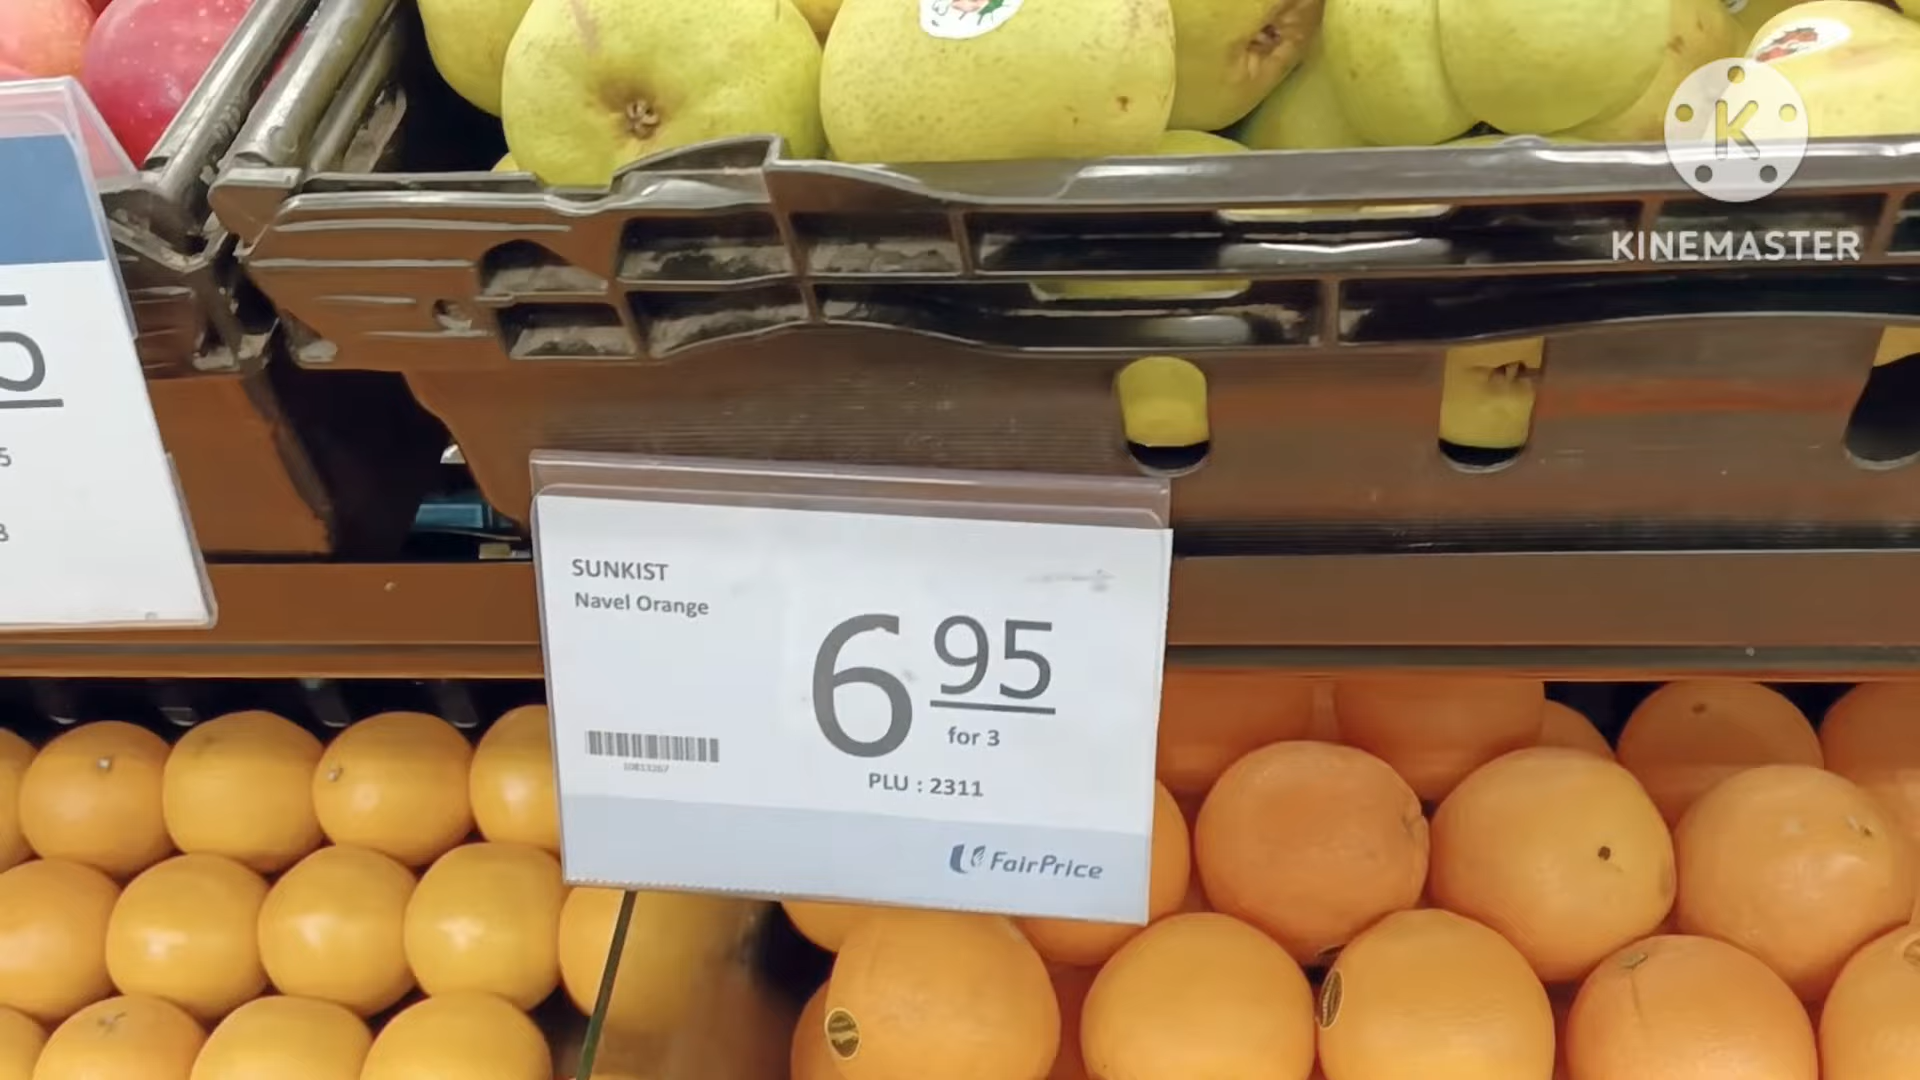 KINEMASTER
SUNKIST
Navel Orange
6 95
for 3
PLU : 2311
FairPrice